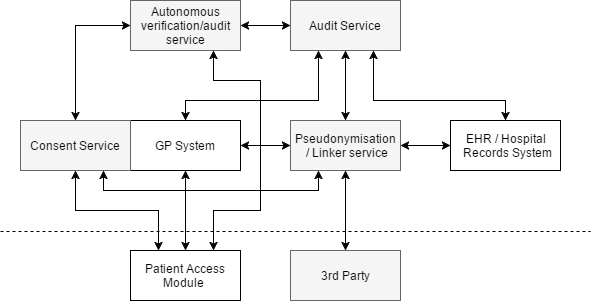 Autonomous
verification/audit
service
Audit Service
Consent Service
GP System
Pseudonymisation
/ Linker service
EHR / Hospital
Records System
Patient Access
Module
3rd Party